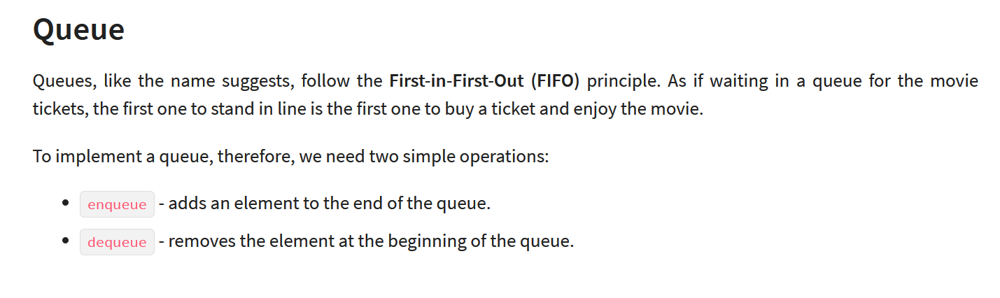 Queue
Queues, like the name suggests, follow the First-in-First-Out (FIFO) principle. As if waiting in a queue for the movie
tickets, the first one to stand in line is the first one to buy a ticket and enjoy the movie.
To implement a queue, therefore, we need two simple operations:
• enqueue - adds an element to the end of the queue.
• dequeue - removes the element at the beginning of the queue.